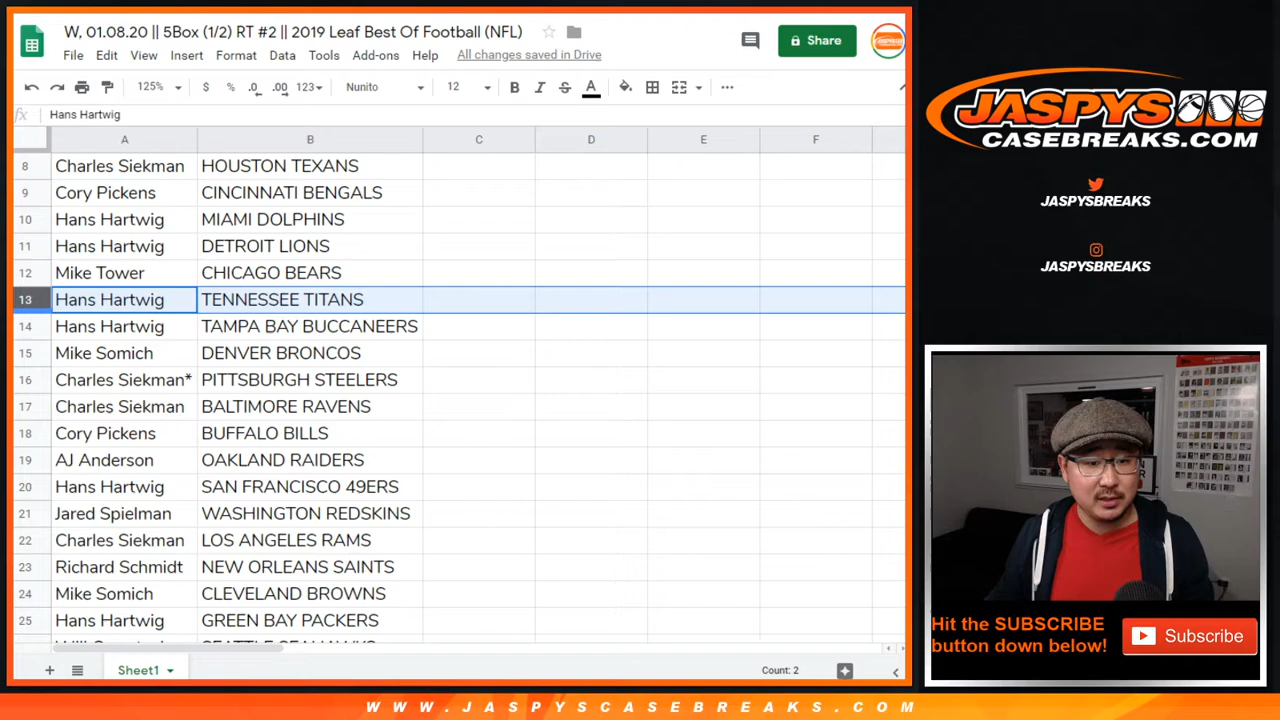 W, 01.08.20 || 5Box (1/2) RT #2 || 2019 Leaf Best Of Football (NFL)
File Edit View Insert Format Data Tools Add-ons Help All changes saved in Drive
Share
125% $ % .0 .00 123 Nunito 12 B I S A
fx Hans Hartwig
A B C D E F
8 Charles Siekman HOUSTON TEXANS
9 Cory Pickens CINCINNATI BENGALS
10 Hans Hartwig MIAMI DOLPHINS
11 Hans Hartwig DETROIT LIONS
12 Mike Tower CHICAGO BEARS
13 Hans Hartwig TENNESSEE TITANS
14 Hans Hartwig TAMPA BAY BUCCANEERS
15 Mike Somich DENVER BRONCOS
16 Charles Siekman* PITTSBURGH STEELERS
17 Charles Siekman BALTIMORE RAVENS
18 Cory Pickens BUFFALO BILLS
19 AJ Anderson OAKLAND RAIDERS
20 Hans Hartwig SAN FRANCISCO 49ERS
21 Jared Spielman WASHINGTON REDSKINS
22 Charles Siekman LOS ANGELES RAMS
23 Richard Schmidt NEW ORLEANS SAINTS
24 Mike Somich CLEVELAND BROWNS
25 Hans Hartwig GREEN BAY PACKERS
Sheet1
Count: 2
JASPYS
CASEBREAKS.COM
JASPYSBREAKS
JASPYSBREAKS
Hit the SUBSCRIBE
button down below!
Subscribe
WWW.JASPYSCASEBREAKS.COM